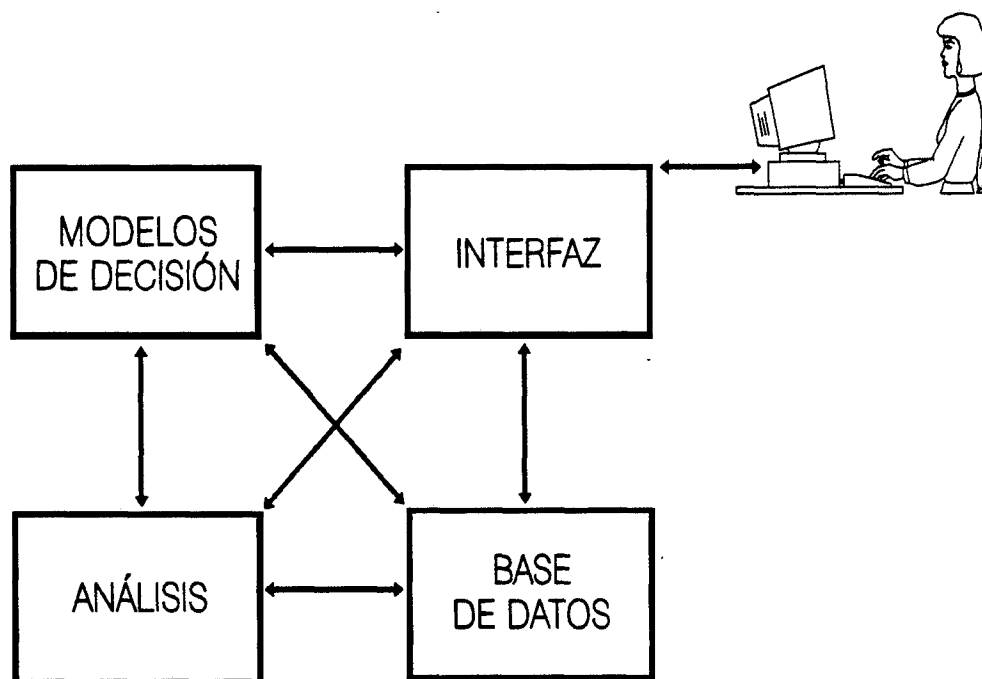 MODELOS
DE DECISIÓN
INTERFAZ
ANÁLISIS
BASE
DE DATOS